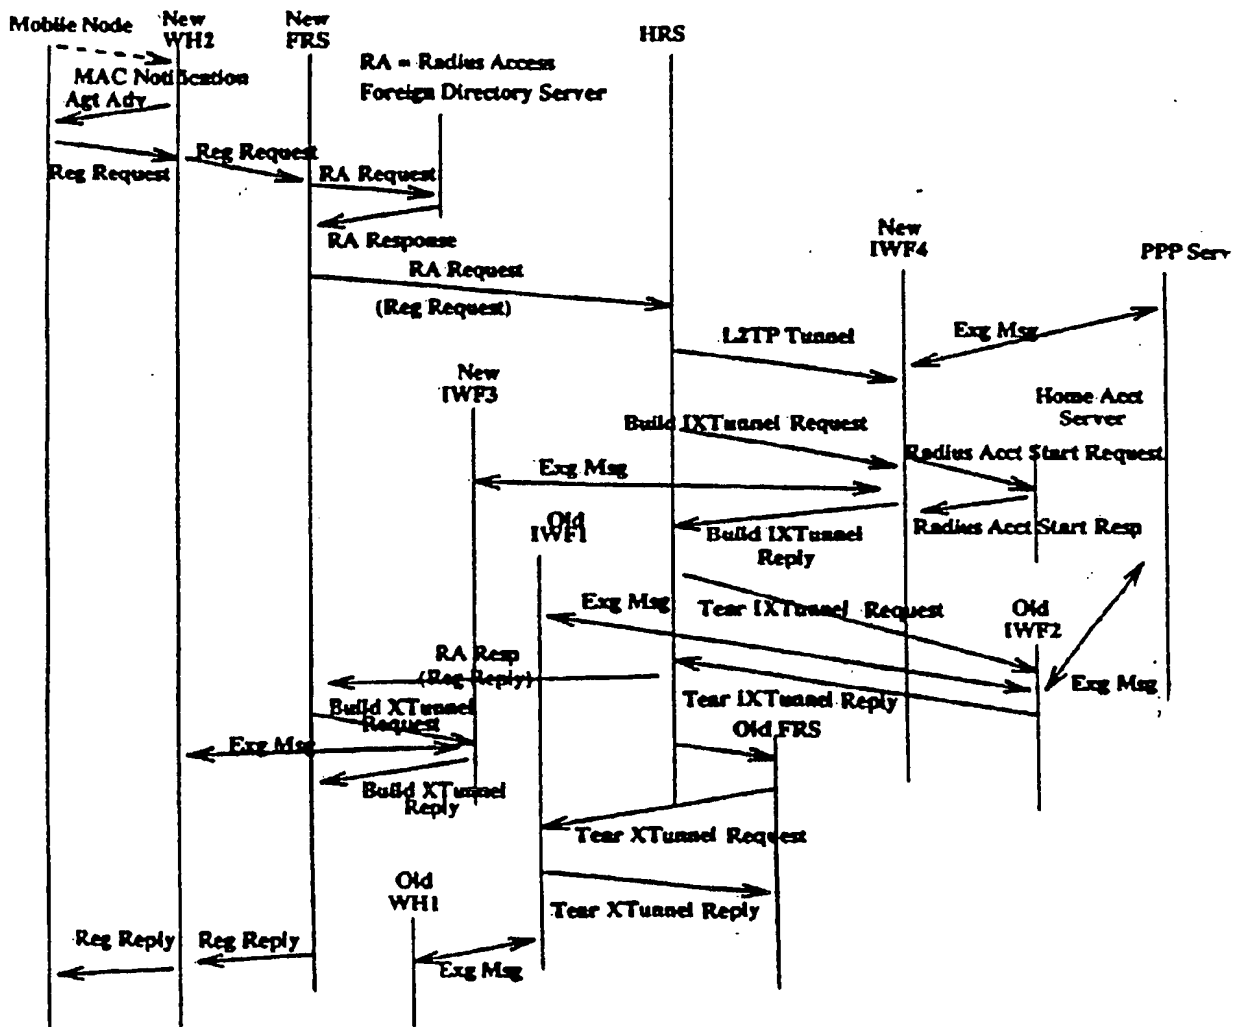 Mobile Node
New
WH2
New
FRS
HRS
RA = Radius Access
Foreign Directory Server
MAC Notification
Agt Adv
Reg Request
Reg Request
RA Request
RA Response
RA Request
(Reg Request)
New
IWF4
PPP Serv
L2TP Tunnel
Exg Msg
New
IWF3
Home Acct
Server
Build IXTunnel Request
Radius Acct Start Request
Exg Msg
Old
IWF1
Build IXTunnel
Reply
Radius Acct Start Resp
Exg Msg
Tear IXTunnel Request
Old
IWF2
RA Resp
(Reg Reply)
Exg Msg
Tear IXTunnel Reply
Build XTunnel
Request
Old FRS
Exg Msg
Build XTunnel
Reply
Tear XTunnel Request
Old
WH1
Tear XTunnel Reply
Reg Reply
Reg Reply
Exg Msg